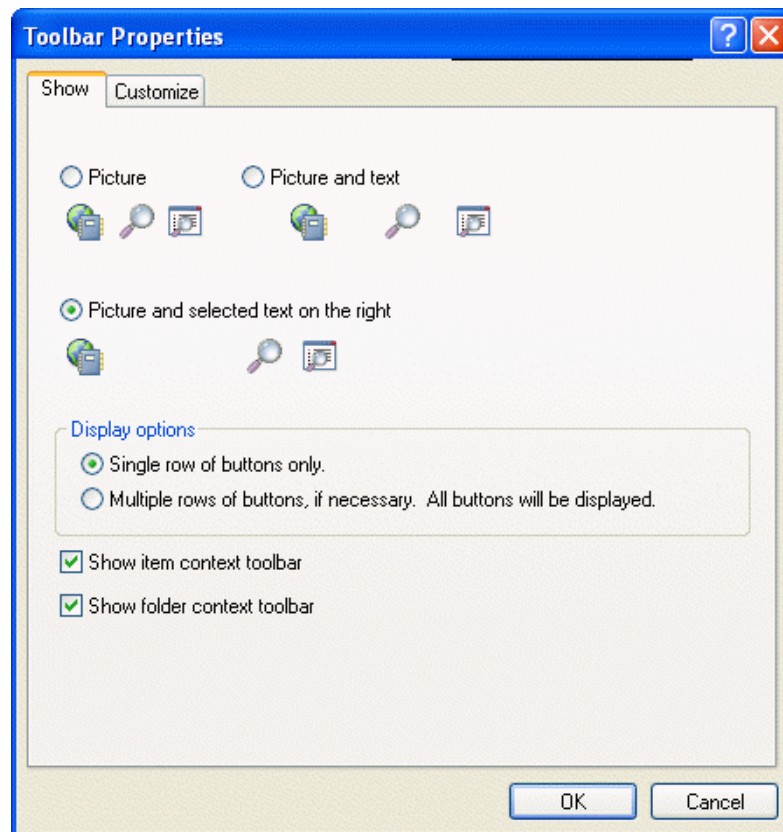 Toolbar Properties
Show
Customize
Picture
Picture and text
Picture and selected text on the right
Display options
Single row of buttons only.
Multiple rows of buttons, if necessary.  All buttons will be displayed.
Show item context toolbar
Show folder context toolbar
OK
Cancel